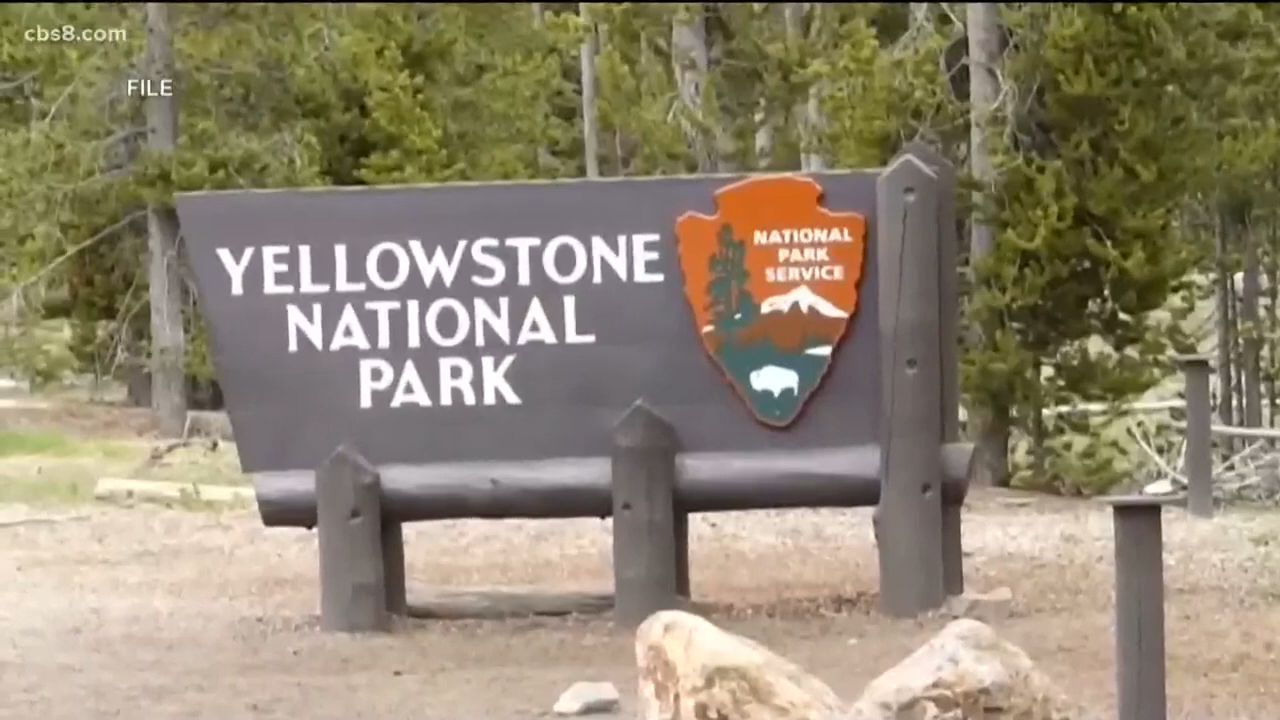 cbs8.com
FILE
YELLOWSTONE
NATIONAL
PARK
NATIONAL
PARK
SERVICE